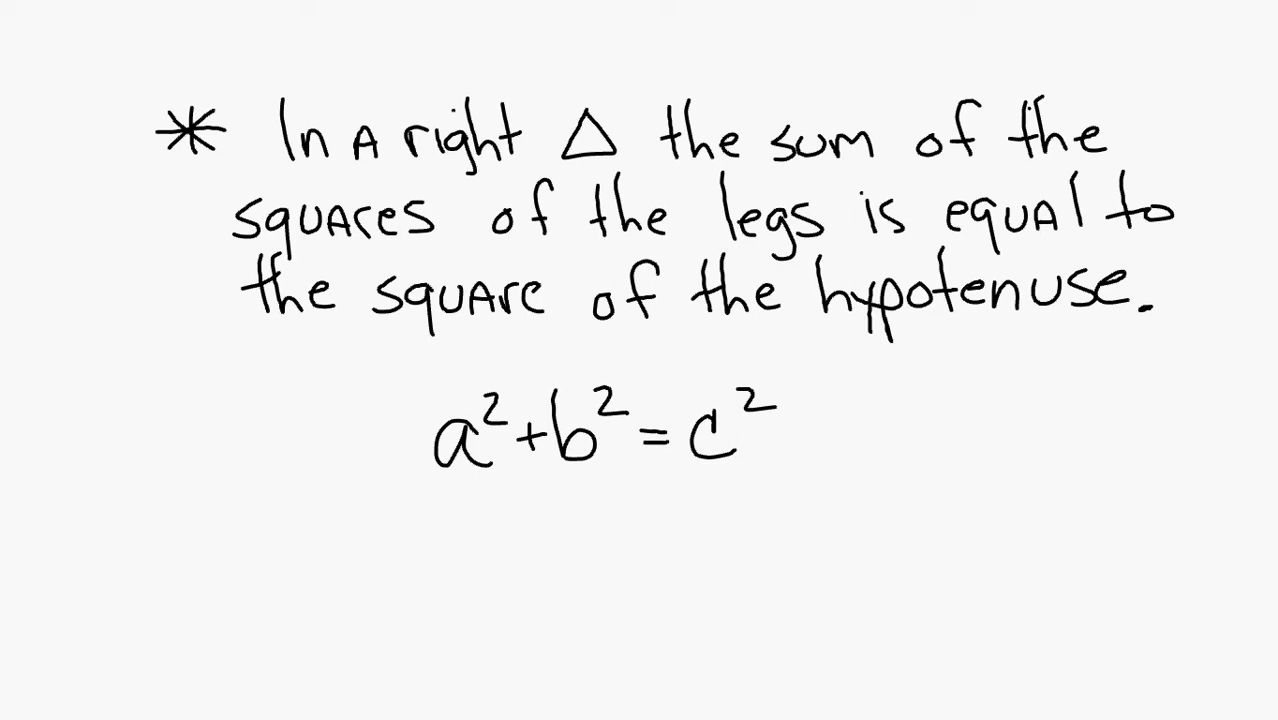 * In a right △ the sum of the
squares of the legs is equal to
the square of the hypotenuse.
a²+b²=c²